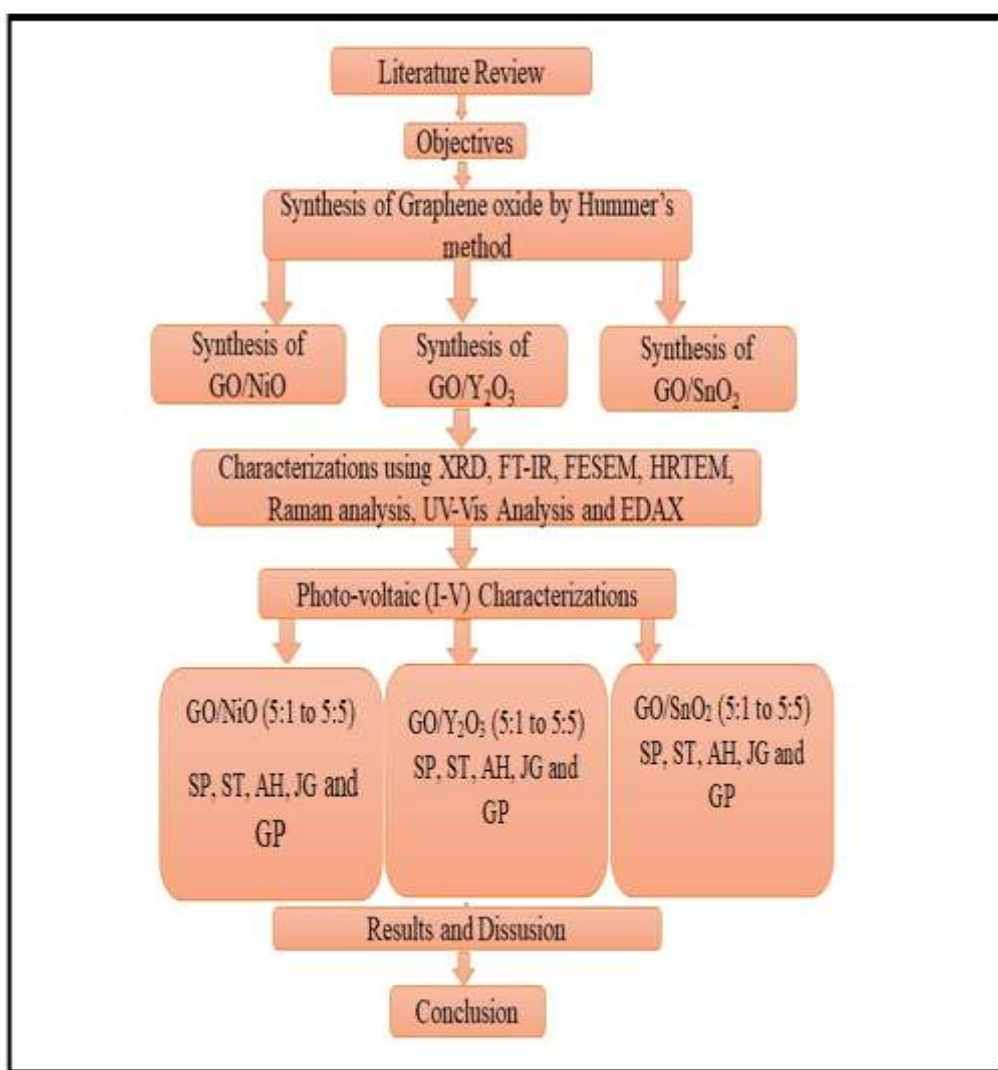 Literature Review
Objectives
Synthesis of Graphene oxide by Hummer's
method
Synthesis of
GO/NiO
Synthesis of
GO/Y₂O₃
Synthesis of
GO/SnO₂
Characterizations using XRD, FT-IR, FESEM, HRTEM,
Raman analysis, UV-Vis Analysis and EDAX
Photo-voltaic (I-V) Characterizations
GO/NiO (5:1 to 5:5)
SP, ST, AH, JG and
GP
GO/Y₂O₃ (5:1 to 5:5)
SP, ST, AH, JG and
GP
GO/SnO₂ (5:1 to 5:5)
SP, ST, AH, JG and
GP
Results and Dissusion
Conclusion